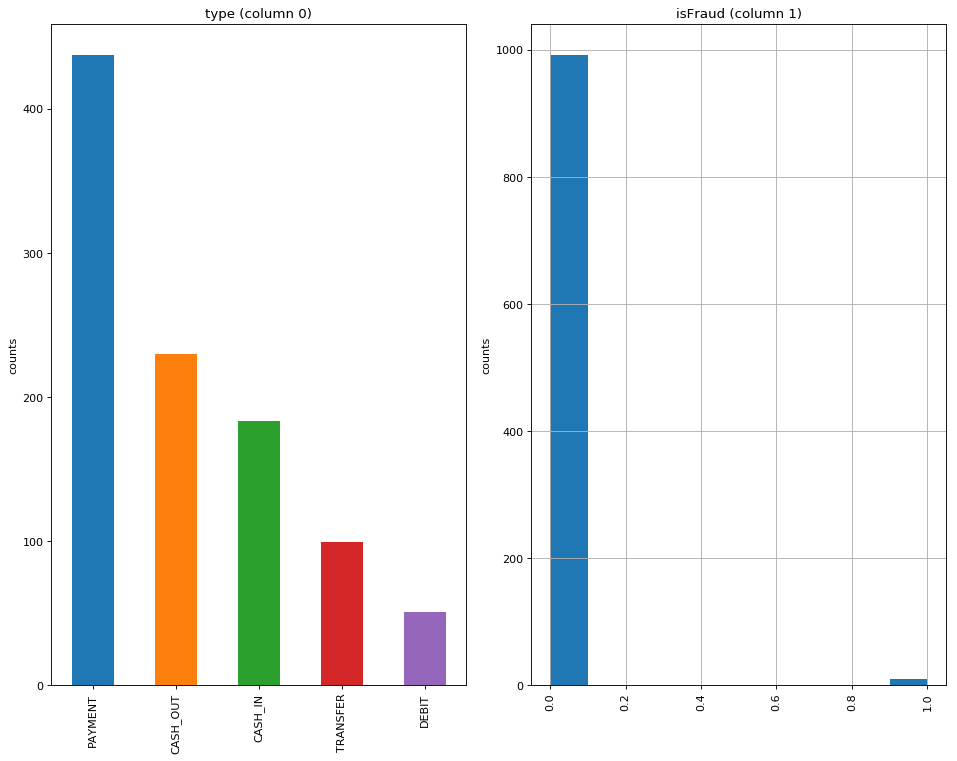 type (column 0)
counts
400
300
200
100
0
PAYMENT
CASH_OUT
CASH_IN
TRANSFER
DEBIT
isFraud (column 1)
counts
1000
800
600
400
200
0
0.0
0.2
0.4
0.6
0.8
1.0